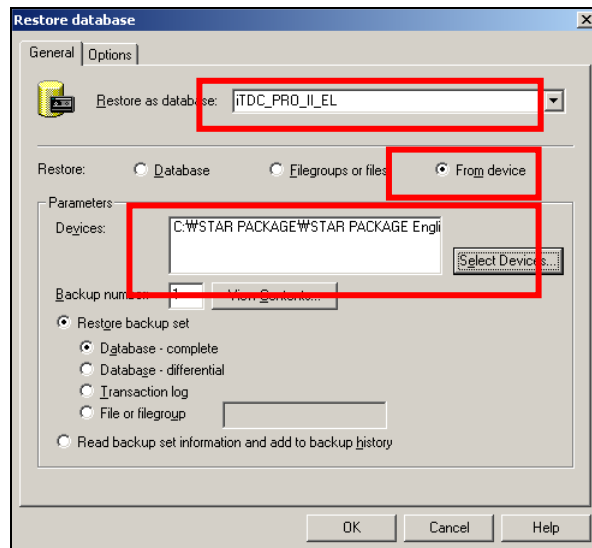 Restore database
General Options
Restore as database: iTDC_PRO_II_EL
Restore: Database Filegroups or files From device
Parameters
Devices: C:₩STAR PACKAGE₩STAR PACKAGE Engli
Select Devices...
Backup number: 1 View Contents...
Restore backup set
Database - complete
Database - differential
Transaction log
File or filegroup
Read backup set information and add to backup history
OK Cancel Help